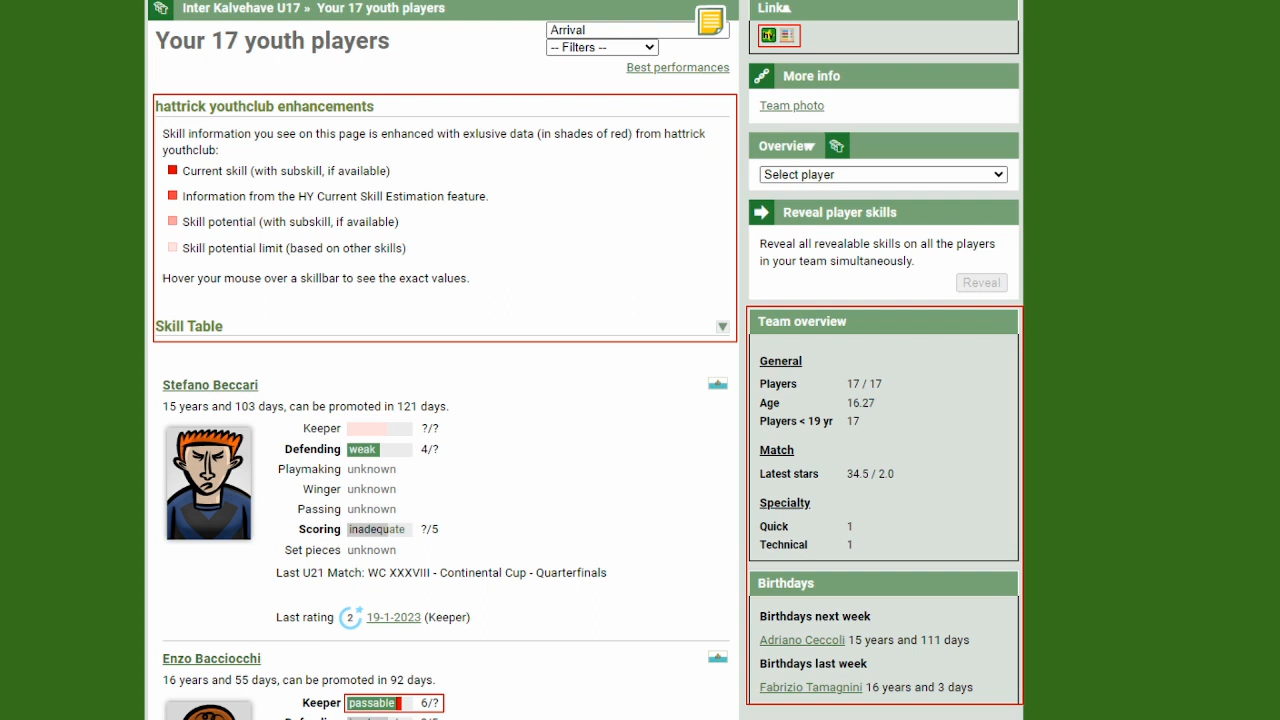 Inter Kalvehave U17 » Your 17 youth players
Your 17 youth players
Arrival
-- Filters --
Best performances
hattrick youthclub enhancements
Skill information you see on this page is enhanced with exlusive data (in shades of red) from hattrick
youthclub:
Current skill (with subskill, if available)
Information from the HY Current Skill Estimation feature.
Skill potential (with subskill, if available)
Skill potential limit (based on other skills)
Hover your mouse over a skillbar to see the exact values.
Skill Table
Stefano Beccari
15 years and 103 days, can be promoted in 121 days.
Keeper ?/?
Defending weak 4/?
Playmaking unknown
Winger unknown
Passing unknown
Scoring inadequate ?/5
Set pieces unknown
Last U21 Match: WC XXXVIII - Continental Cup - Quarterfinals
Last rating 2 19-1-2023 (Keeper)
Enzo Bacciocchi
16 years and 55 days, can be promoted in 92 days.
Keeper passable 6/?
Links
More info
Team photo
Overview
Select player
Reveal player skills
Reveal all revealable skills on all the players
in your team simultaneously.
Reveal
Team overview
General
Players 17 / 17
Age 16.27
Players < 19 yr 17
Match
Latest stars 34.5 / 2.0
Specialty
Quick 1
Technical 1
Birthdays
Birthdays next week
Adriano Ceccoli 15 years and 111 days
Birthdays last week
Fabrizio Tamagnini 16 years and 3 days